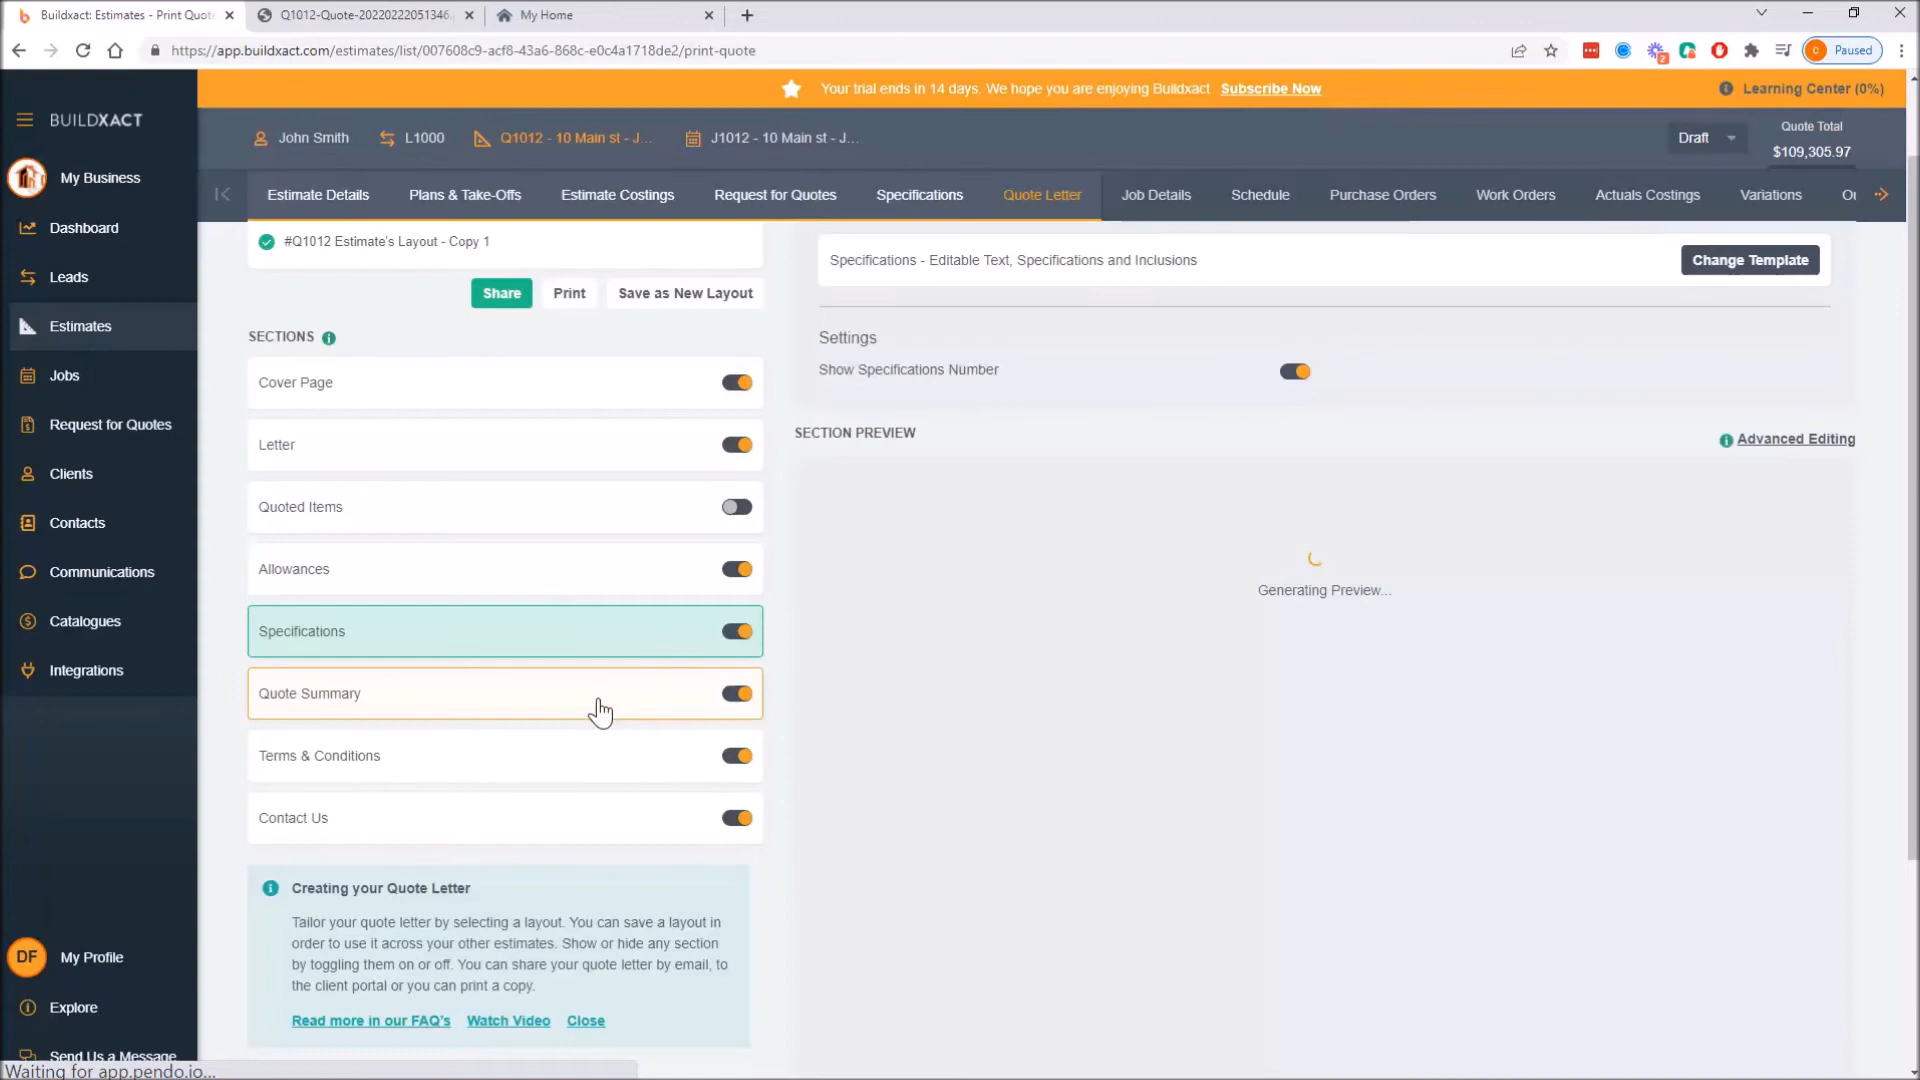 Buildxact: Estimates - Print Quot
Q1012-Quote-20220222051346.
My Home
https://app.buildxact.com/estimates/list/007608c9-acf8-43a6-868c-e0c4a1718de2/print-quote
2
C
Paused
BUILDXACT
Your trial ends in 14 days. We hope you are enjoying Buildxact Subscribe Now
Learning Center (0%)
John Smith
L1000
Q1012 - 10 Main st - J...
J1012 - 10 Main st - J...
Draft
Quote Total
$109,305.97
Estimate Details
Plans & Take-Offs
Estimate Costings
Request for Quotes
Specifications
Quote Letter
Job Details
Schedule
Purchase Orders
Work Orders
Actuals Costings
Variations
Ou
My Business
Dashboard
Leads
Estimates
Jobs
Request for Quotes
Clients
Contacts
Communications
Catalogues
Integrations
DF
My Profile
Explore
Send Us a Message
#Q1012 Estimate's Layout - Copy 1
Share
Print
Save as New Layout
SECTIONS
Cover Page
Letter
Quoted Items
Allowances
Specifications
Quote Summary
Terms & Conditions
Contact Us
Creating your Quote Letter
Tailor your quote letter by selecting a layout. You can save a layout in
order to use it across your other estimates. Show or hide any section
by toggling them on or off. You can share your quote letter by email, to
the client portal or you can print a copy.
Read more in our FAQ's
Watch Video
Close
Specifications - Editable Text, Specifications and Inclusions
Change Template
Settings
Show Specifications Number
SECTION PREVIEW
Advanced Editing
Generating Preview...
Waiting for app.pendo.io...